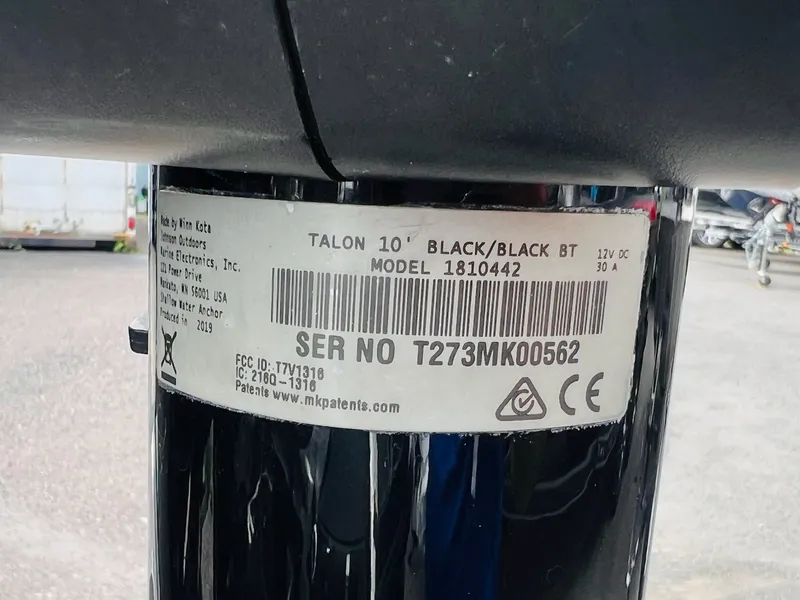 Made by Minn Kota
Johnson Outdoors
Marine Electronics, Inc.
121 Power Drive
Mankato, MN 56001 USA
Shallow Water Anchor
Produced in 2019
TALON 10' BLACK/BLACK BT
MODEL 1810442
12V DC
30 A
SER NO T273MK00562
FCC ID: T7V1316
IC: 216Q-1316
Patents www.mkpatents.com
CE